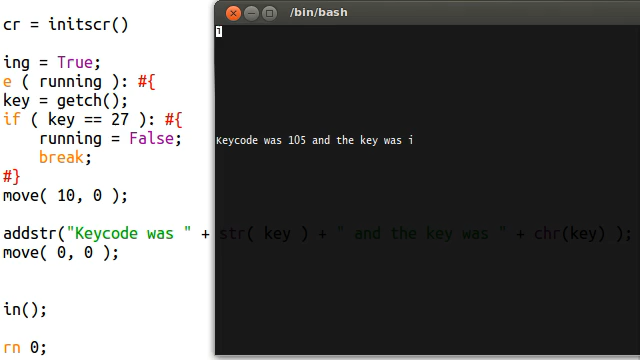 /bin/bash
cr = initscr()
ing = True;
e ( running ): #{
key = getch();
if ( key == 27 ): #{
running = False;
break;
#}
Keycode was 105 and the key was i
move( 10, 0 );
addstr("Keycode was " + str( key ) + " and the key was " + chr(key) );
move( 0, 0 );
in();
rn 0;